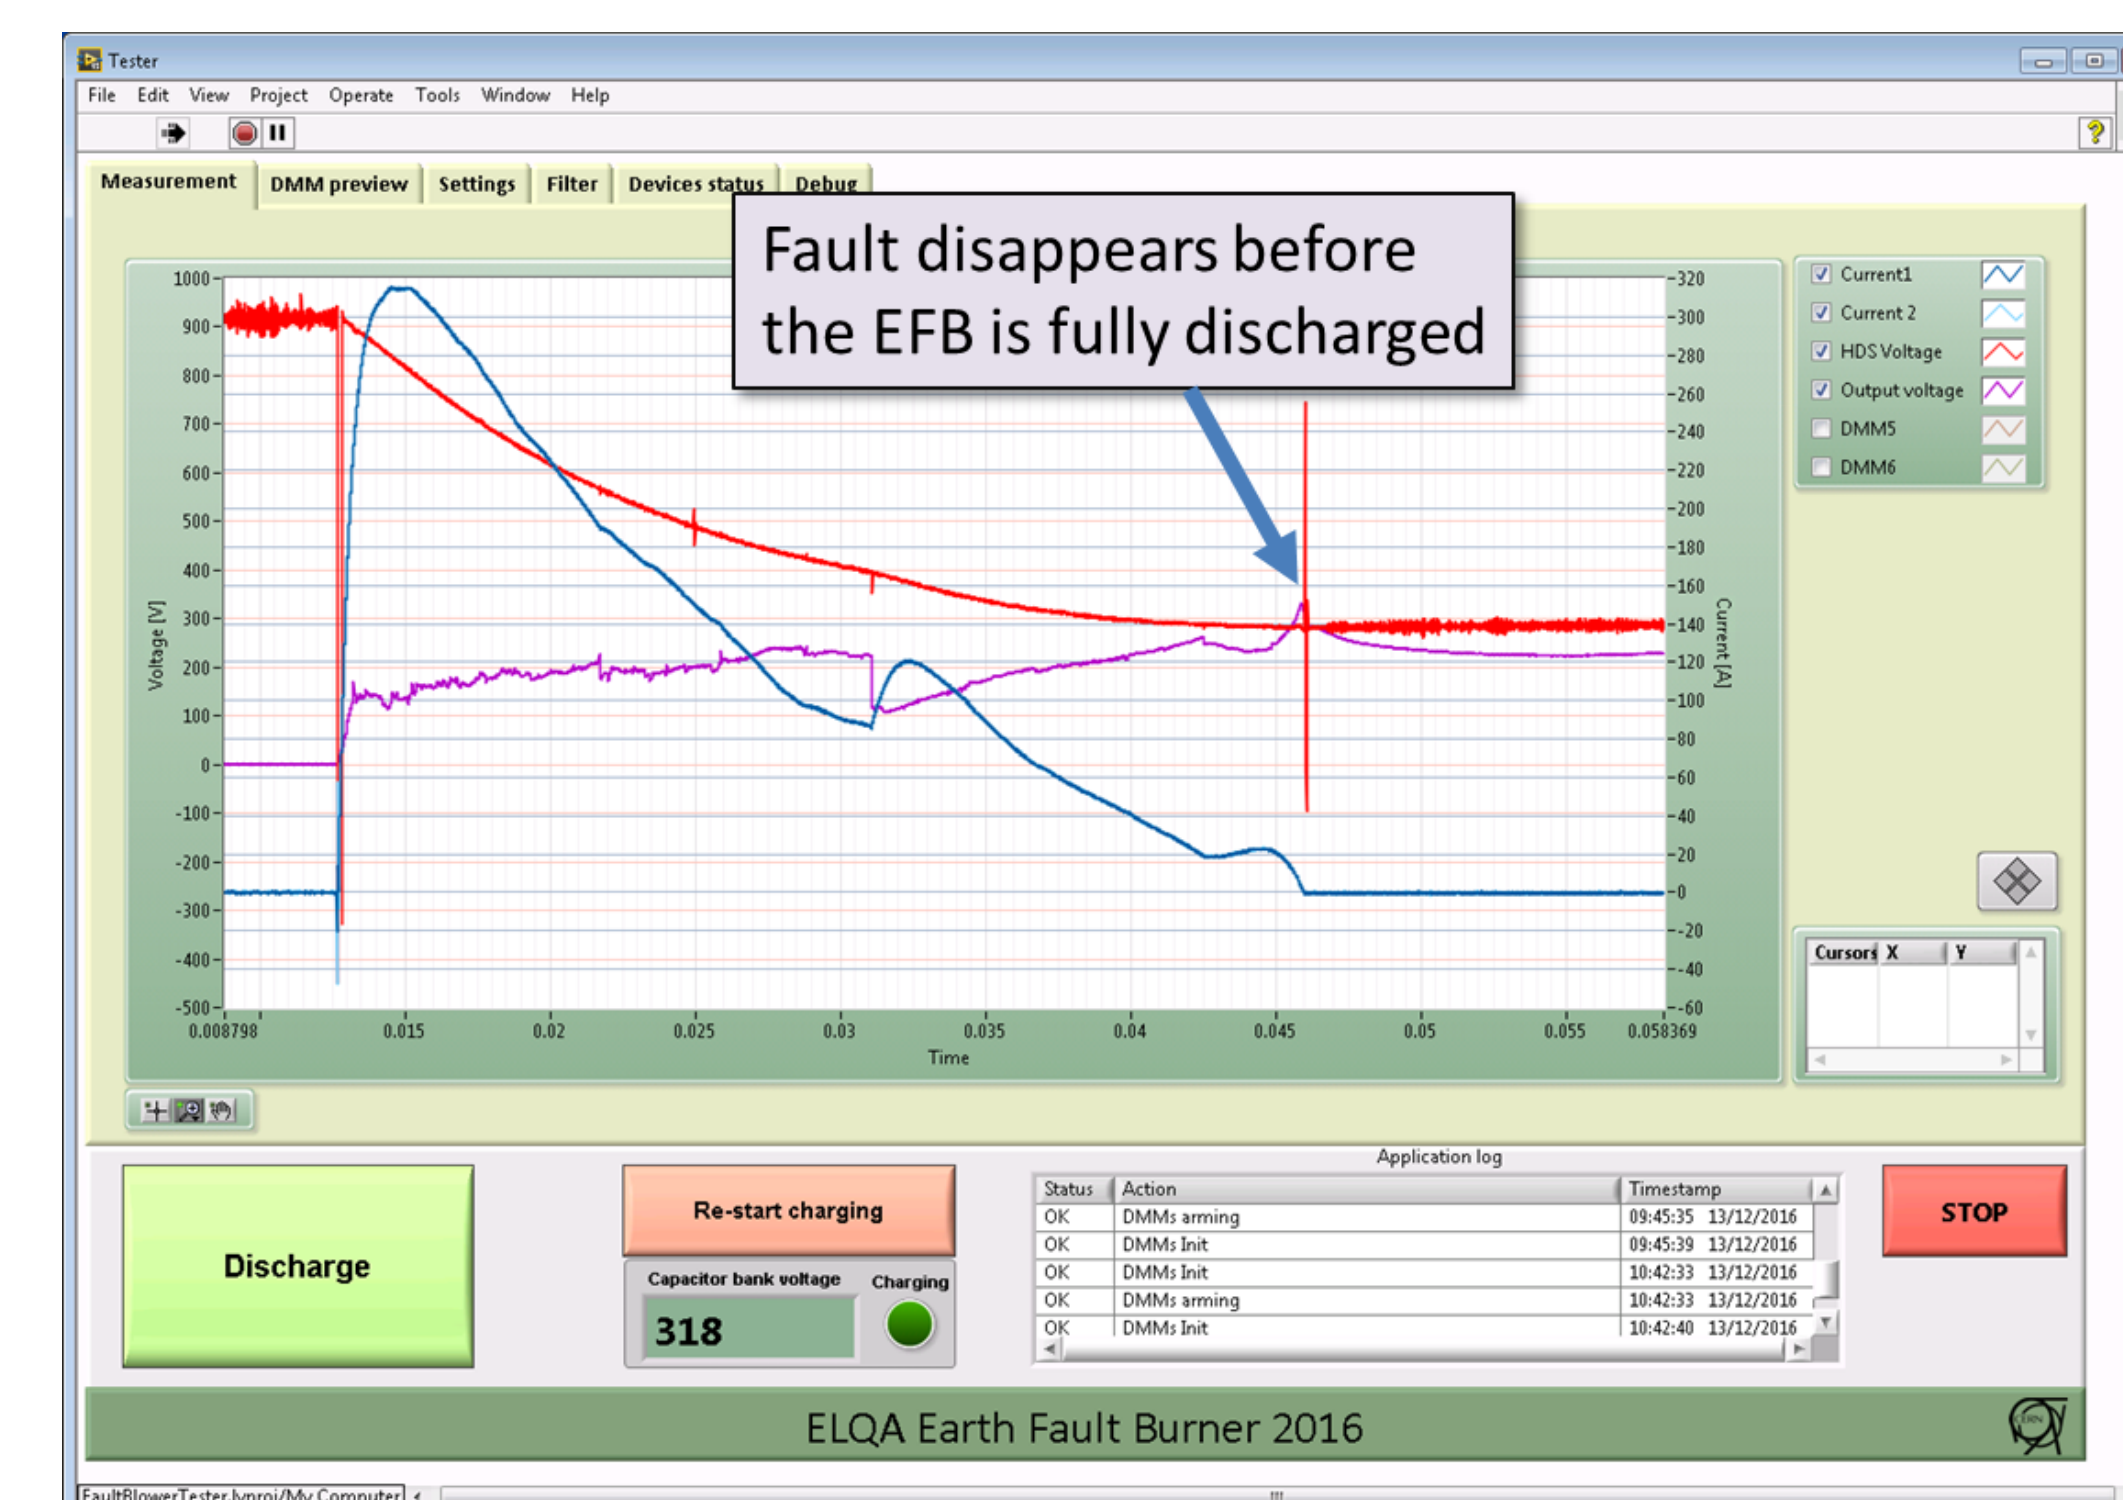 Tester
File Edit View Project Operate Tools Window Help
Measurement DMM preview Settings Filter Devices status Debug
Fault disappears before
the EFB is fully discharged
1000
900
800
700
600
500
400
300
200
100
0
-100
-200
-300
-400
-500
Voltage [V]
320
300
280
260
240
220
200
180
160
140
120
100
80
60
40
20
0
-20
-40
-60
Current [A]
0.008798 0.015 0.02 0.025 0.03 0.035 0.04 0.045 0.05 0.055 0.058369
Time
Current1
Current 2
HDS Voltage
Output voltage
DMM5
DMM6
Cursors X Y
Discharge
Re-start charging
Capacitor bank voltage Charging
318
Application log
Status Action Timestamp
OK DMMs arming 09:45:35 13/12/2016
OK DMMs Init 09:45:39 13/12/2016
OK DMMs Init 10:42:33 13/12/2016
OK DMMs arming 10:42:33 13/12/2016
OK DMMs Init 10:42:40 13/12/2016
STOP
ELQA Earth Fault Burner 2016
CERN
FaultBlowerTester.lvproj/My Computer